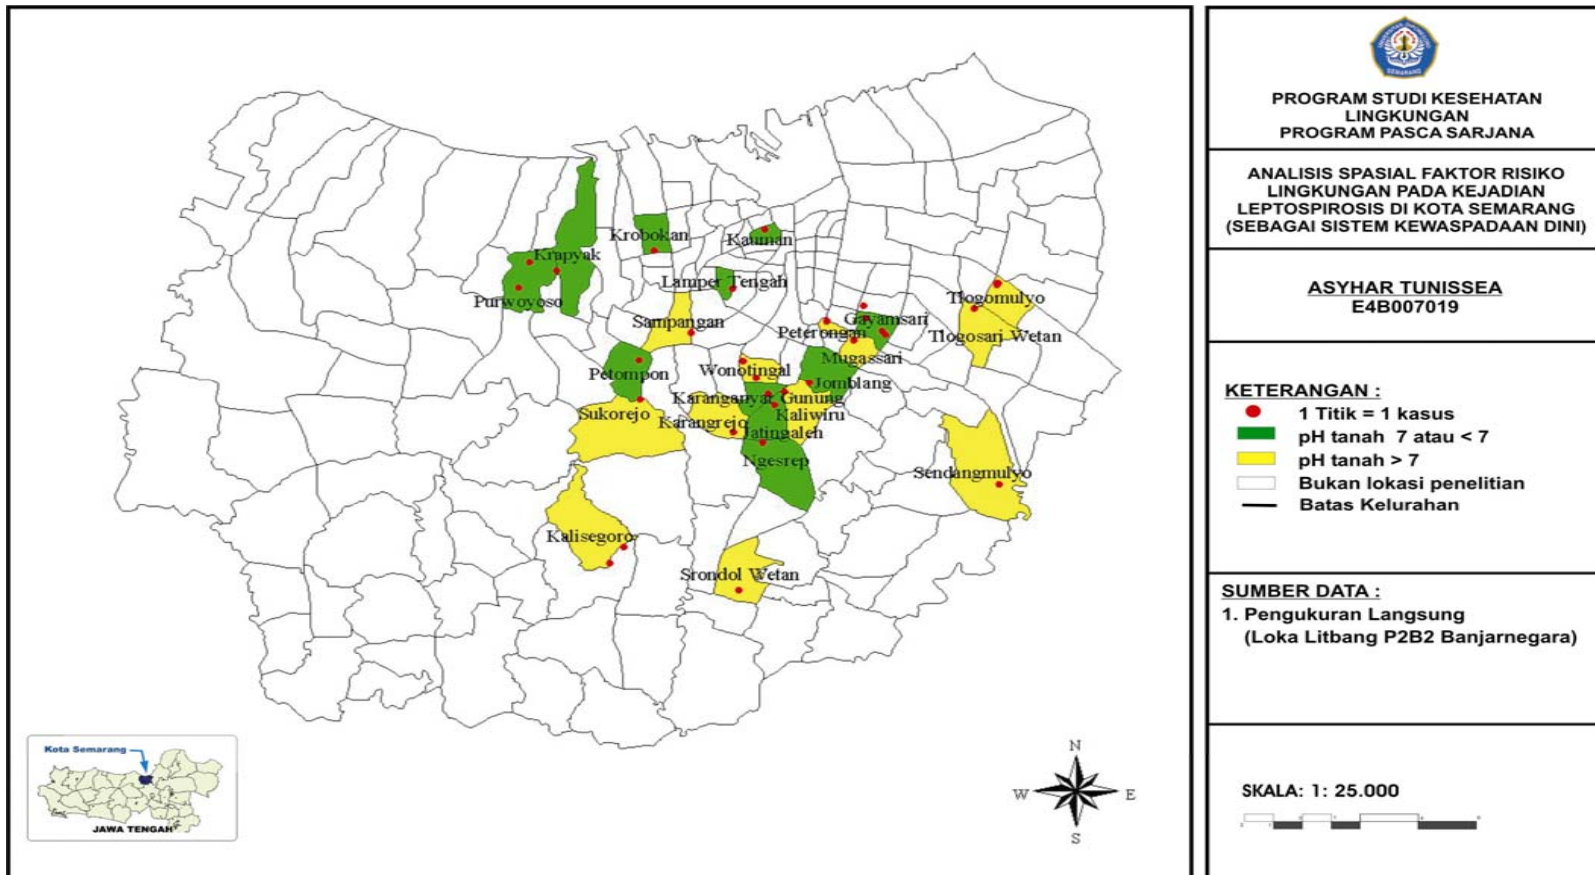 Krobokan
Kauman
Krapyak
Lamper Tengah
Purwoyoso
Tlogomulyo
Sampangan
Gayamsari
Peterongan
Tlogosari Wetan
Mugassari
Petompon
Wonotingal
Jomblang
Karanganyar Gunung
Sukorejo
Kaliwiru
Karangrejo
Jatingaleh
Ngesrep
Sendangmulyo
Kalisegoro
Srondol Wetan
Kota Semarang
JAWA TENGAH
N
W
E
S
SEMARANG
PROGRAM STUDI KESEHATAN
LINGKUNGAN
PROGRAM PASCA SARJANA
ANALISIS SPASIAL FAKTOR RISIKO
LINGKUNGAN PADA KEJADIAN
LEPTOSPIROSIS DI KOTA SEMARANG
(SEBAGAI SISTEM KEWASPADAAN DINI)
ASYHAR TUNISSEA
E4B007019
KETERANGAN :
1 Titik = 1 kasus
pH tanah 7 atau < 7
pH tanah > 7
Bukan lokasi penelitian
Batas Kelurahan
SUMBER DATA :
1. Pengukuran Langsung
(Loka Litbang P2B2 Banjarnegara)
SKALA: 1: 25.000